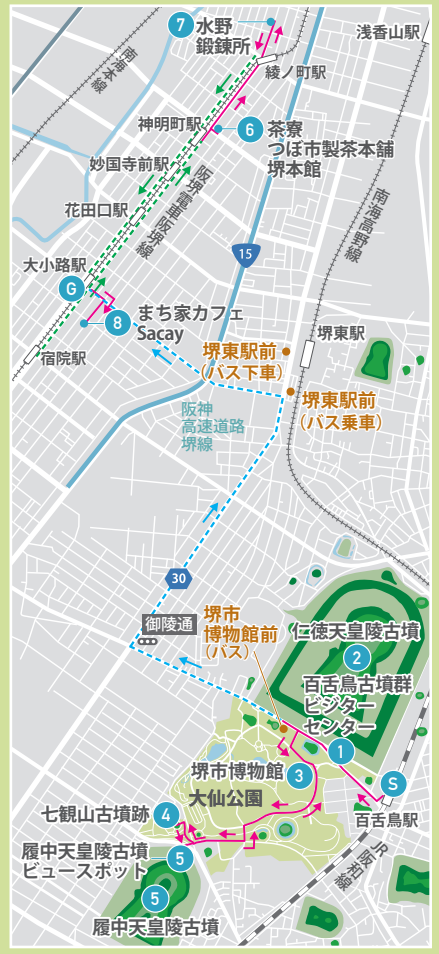 7
水野
鍛錬所
浅香山駅
南海本線
綾ノ町駅
神明町駅
6
茶寮
つぼ市製茶本舗
堺本館
妙国寺前駅
阪堺電車阪堺線
南海高野線
花田口駅
15
大小路駅
G
8
まち家カフェ
Sacay
宿院駅
堺東駅前
(バス下車)
堺東駅
堺東駅前
(バス乗車)
阪神
高速道路
堺線
30
御陵通
堺市
博物館前
(バス)
仁徳天皇陵古墳
2
百舌鳥古墳群
ビジター
センター
1
堺市博物館
3
S
大仙公園
百舌鳥駅
七観山古墳跡
4
JR阪和線
履中天皇陵古墳
ビュースポット
5
5
履中天皇陵古墳